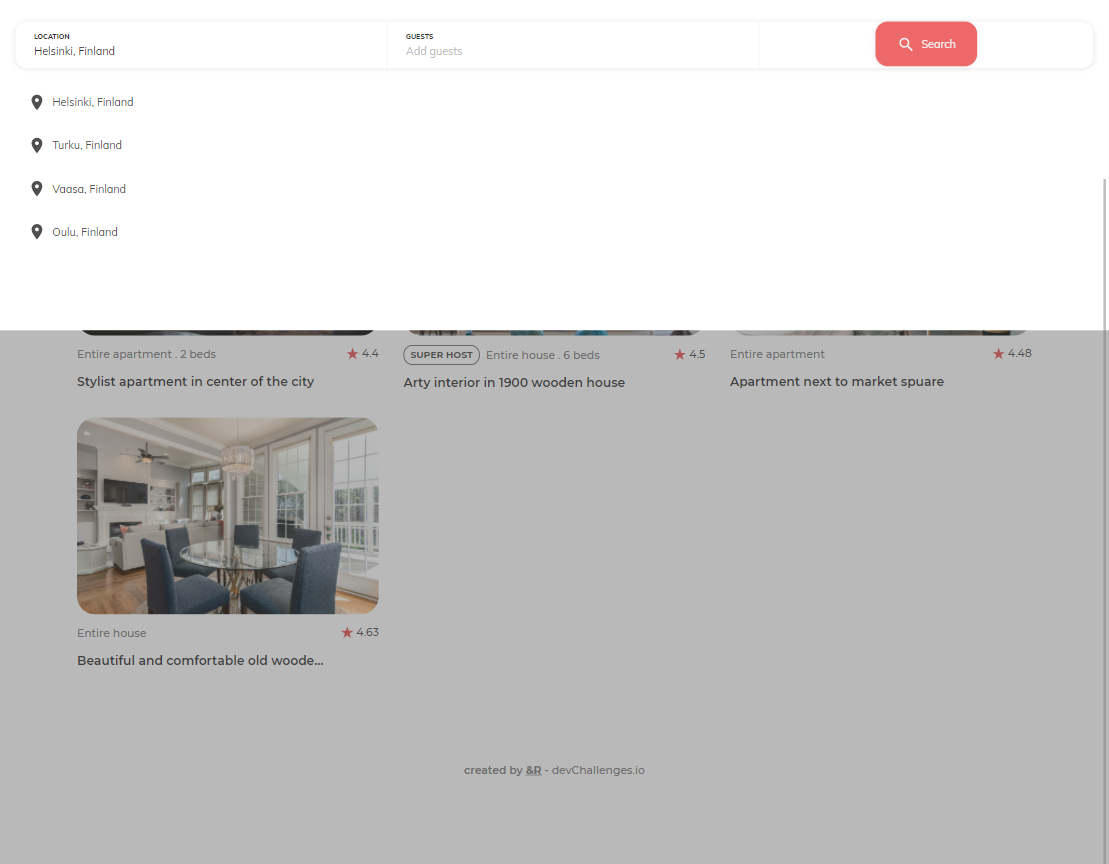 LOCATION
Helsinki, Finland
GUESTS
Add guests
Search
Helsinki, Finland
Turku, Finland
Vaasa, Finland
Oulu, Finland
Entire apartment . 2 beds
4.4
Stylist apartment in center of the city
SUPER HOST
Entire house . 6 beds
4.5
Arty interior in 1900 wooden house
Entire apartment
4.48
Apartment next to market spuare
Entire house
4.63
Beautiful and comfortable old woode...
created by &R - devChallenges.io